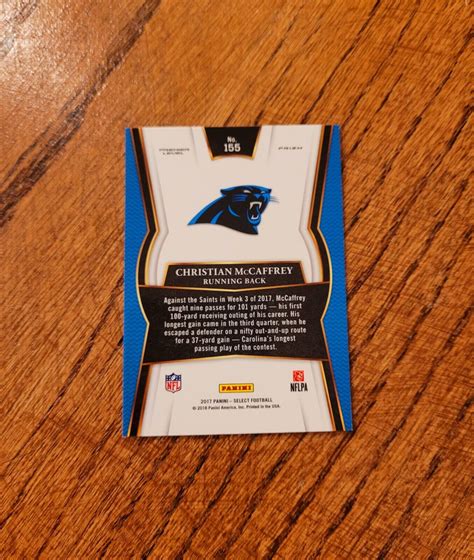 No.
155
CHRISTIAN McCAFFREY
RUNNING BACK
Against the Saints in Week 3 of 2017, McCaffrey
caught nine passes for 101 yards — his first
100-yard receiving outing of his career. His
longest gain came in the third quarter, when he
escaped a defender on a nifty out-and-up route
for a 37-yard gain — Carolina's longest
passing play of the contest.
NFL
PANINI
NFLPA
2017 PANINI – SELECT FOOTBALL
© 2018 Panini America, Inc. Printed in the USA.